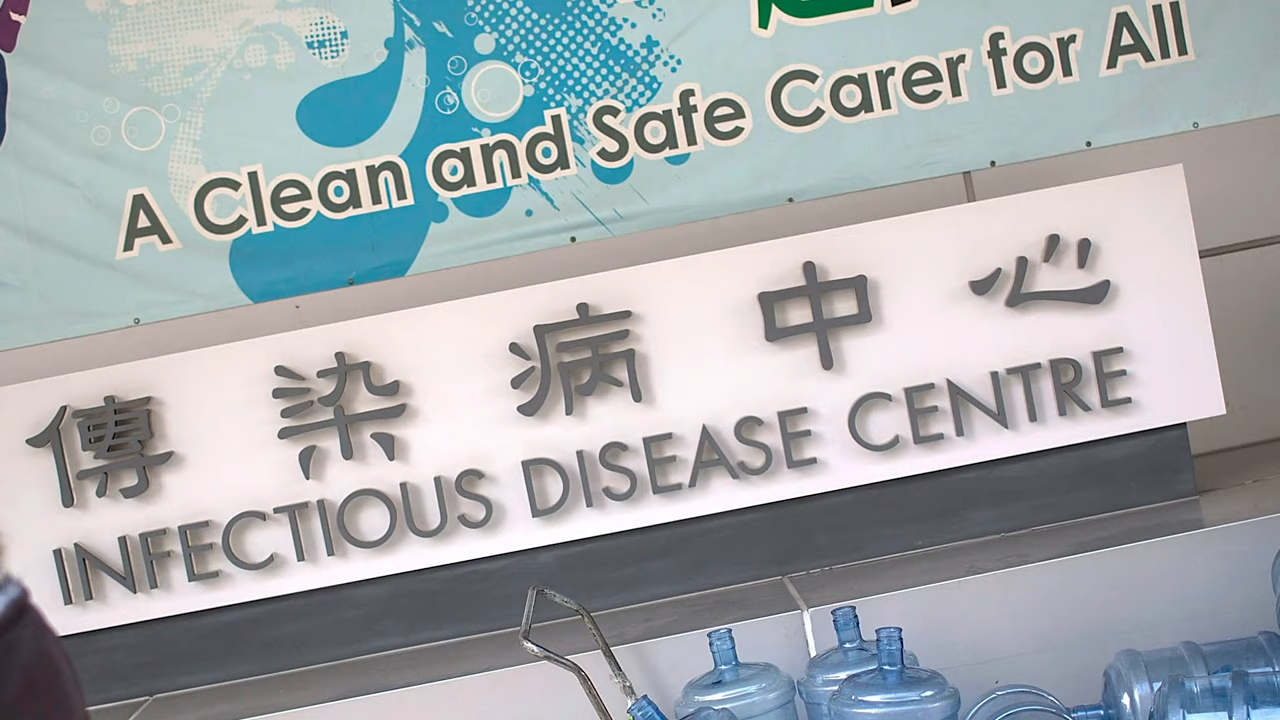 A Clean and Safe Carer for All
傳染病中心
INFECTIOUS DISEASE CENTRE